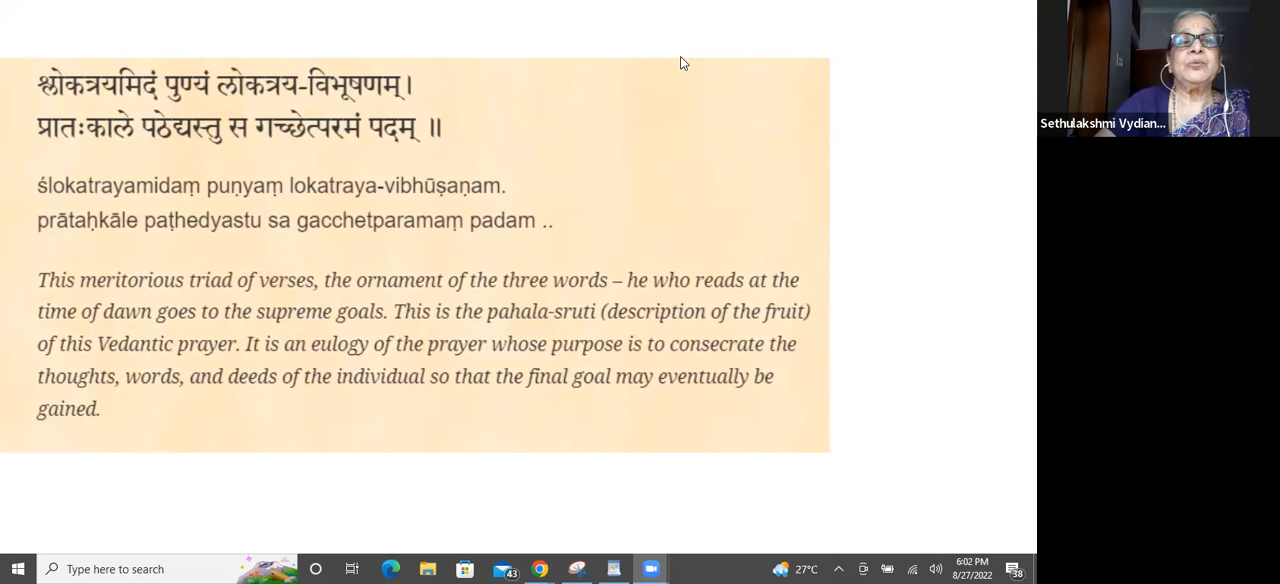 श्लोकत्रयमिदं पुण्यं लोकत्रय-विभूषणम्।
प्रातःकाले पठेद्यस्तु स गच्छेत्परमं पदम् ॥
ślokatrayamidaṃ puṇyaṃ lokatraya-vibhūṣaṇam.
prātaḥkāle paṭhedyastu sa gacchetparamaṃ padam ..
This meritorious triad of verses, the ornament of the three words – he who reads at the
time of dawn goes to the supreme goals. This is the pahala-sruti (description of the fruit)
of this Vedantic prayer. It is an eulogy of the prayer whose purpose is to consecrate the
thoughts, words, and deeds of the individual so that the final goal may eventually be
gained.
Sethulakshmi Vydian...
Type here to search
43
27°C
6:02 PM
8/27/2022
38